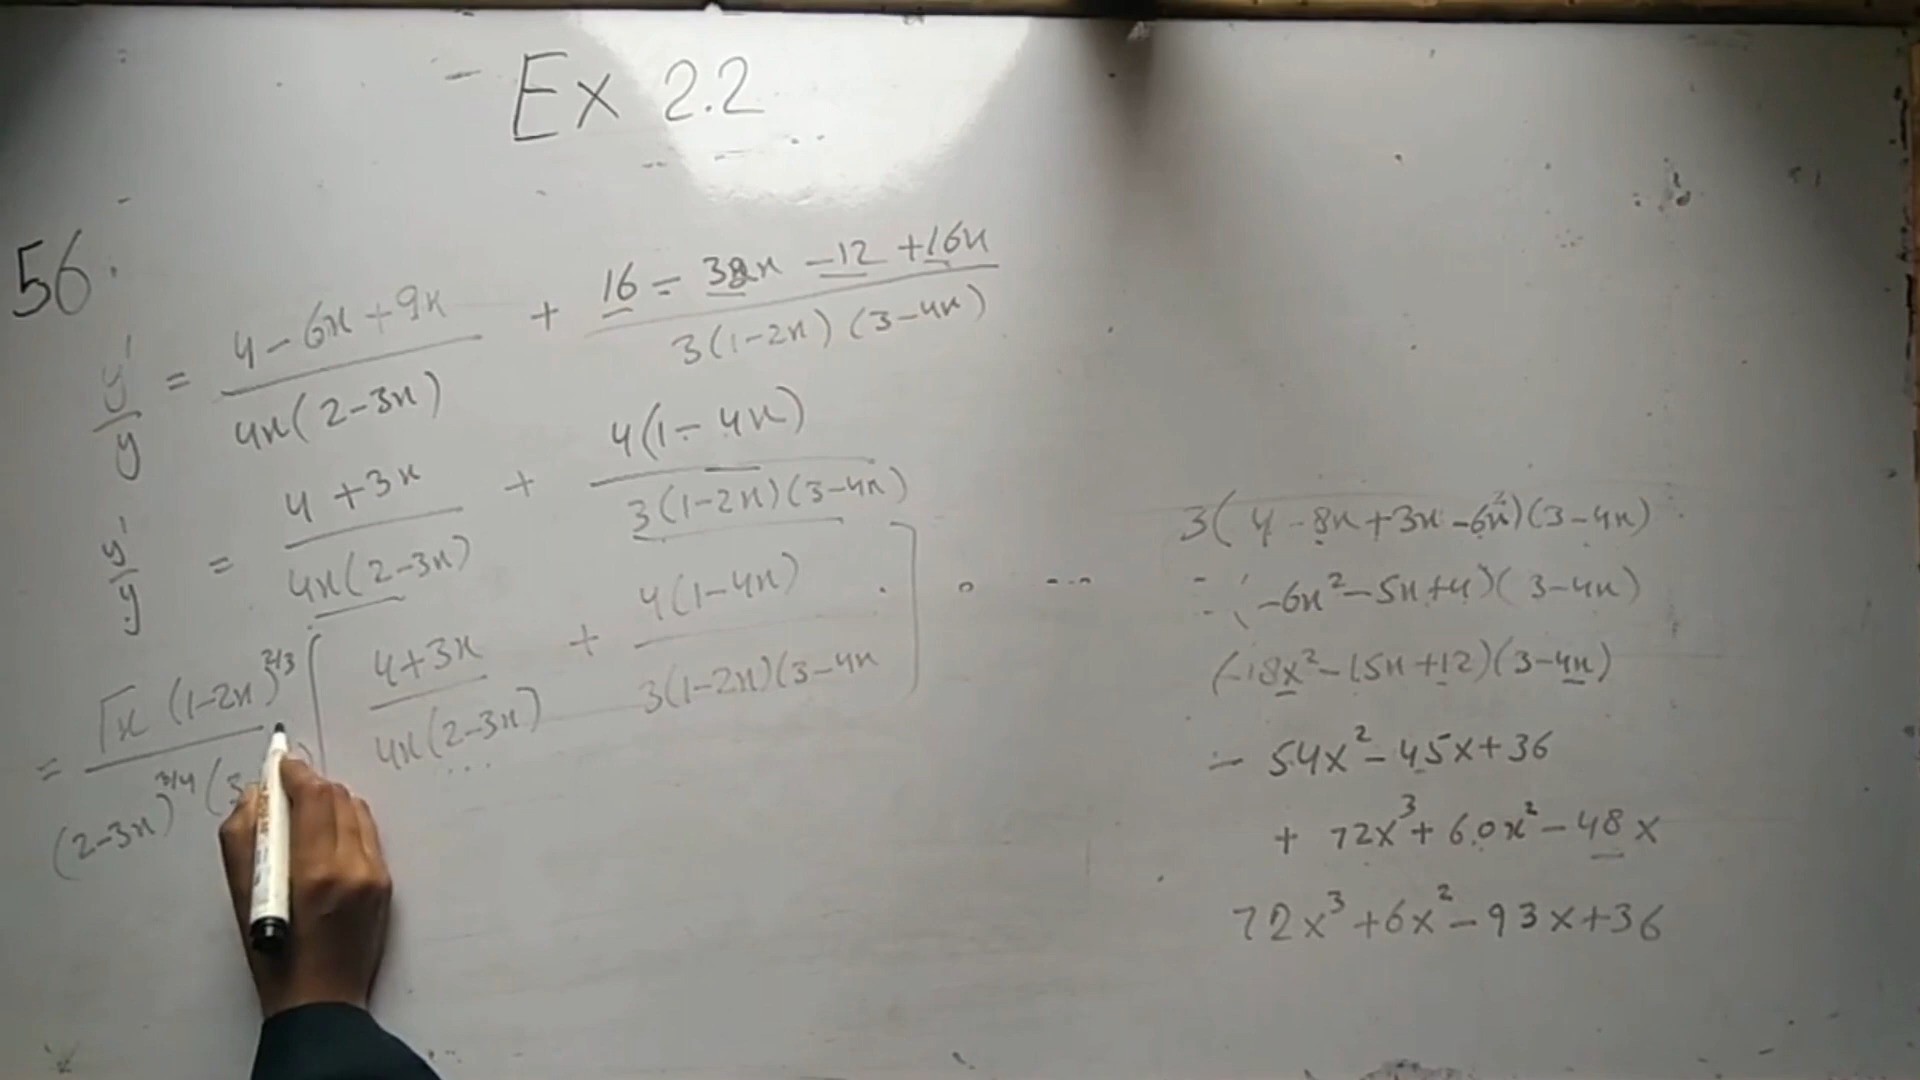 Ex 2.2
56.
y'/y = (4-6x+9x)/(4x(2-3x)) + (16-32x-12+16x)/(3(1-2x)(3-4x))
y'/y = (4+3x)/(4x(2-3x)) + (4(1-4x))/(3(1-2x)(3-4x))
= (√x (1-2x)^2/3)/((2-3x)^3/4 ( [ (4+3x)/(4x(2-3x)) + (4(1-4x))/(3(1-2x)(3-4x ]
3(4-8x+3x-6x²)(3-4x)
(-6x²-5x+4)(3-4x)
(-18x²-15x+12)(3-4x)
- 54x²-45x+36
+ 72x³+60x²-48x
72x³+6x²-93x+36